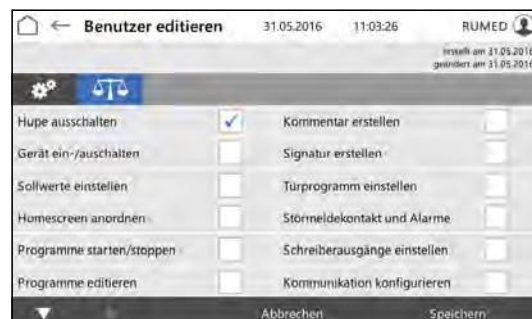 Benutzer editieren 31.05.2016 11:03:26 RUMED
erstellt am 31.05.2016
geändert am 31.05.2016
Hupe ausschalten
Gerät ein-/auschalten
Sollwerte einstellen
Homescreen anordnen
Programme starten/stoppen
Programme editieren
Kommentar erstellen
Signatur erstellen
Türprogramm einstellen
Störmeldekontakt und Alarme
Schreiberausgänge einstellen
Kommunikation konfigurieren
Abbrechen Speichern